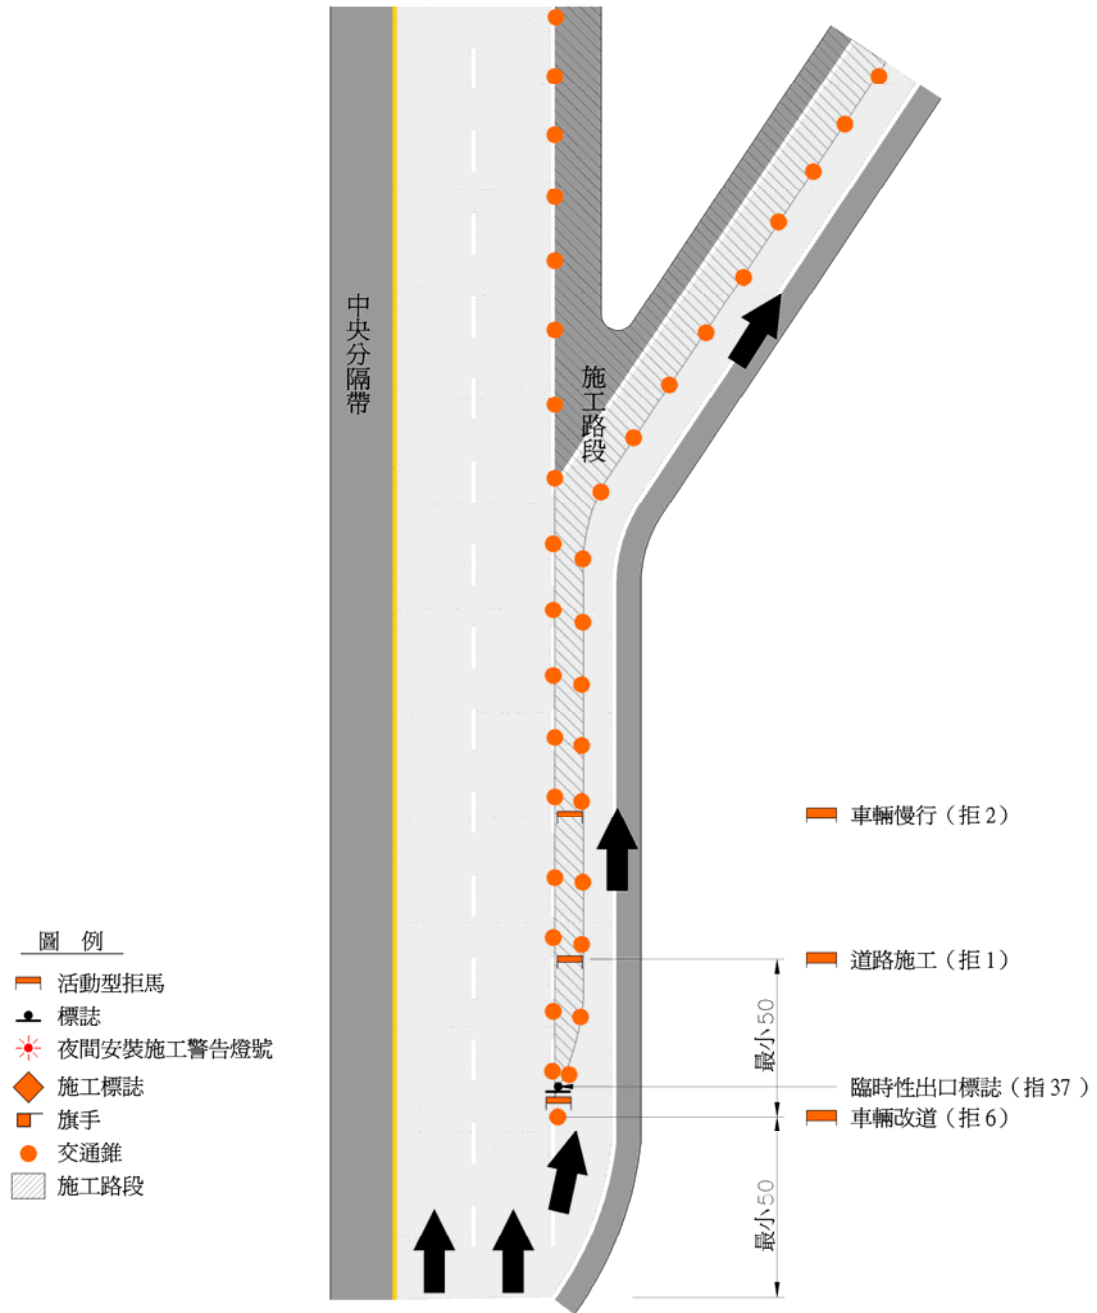 中央分隔帶
施工路段
車輛慢行（拒 2）
道路施工（拒 1）
最小50
臨時性出口標誌（指 37 ）
車輛改道（拒 6）
最小50
圖 例
活動型拒馬
標誌
夜間安裝施工警告燈號
施工標誌
旗手
交通錐
施工路段